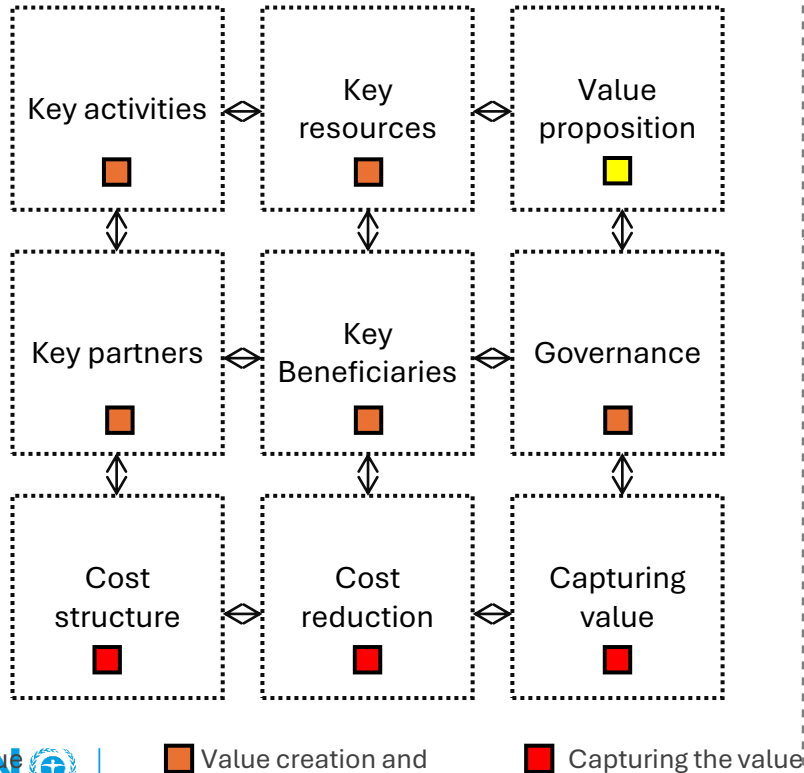 Key activities
Key
resources
Value
proposition
Key partners
Key
Beneficiaries
Governance
Cost
structure
Cost
reduction
Capturing
value
Value creation and
Capturing the value